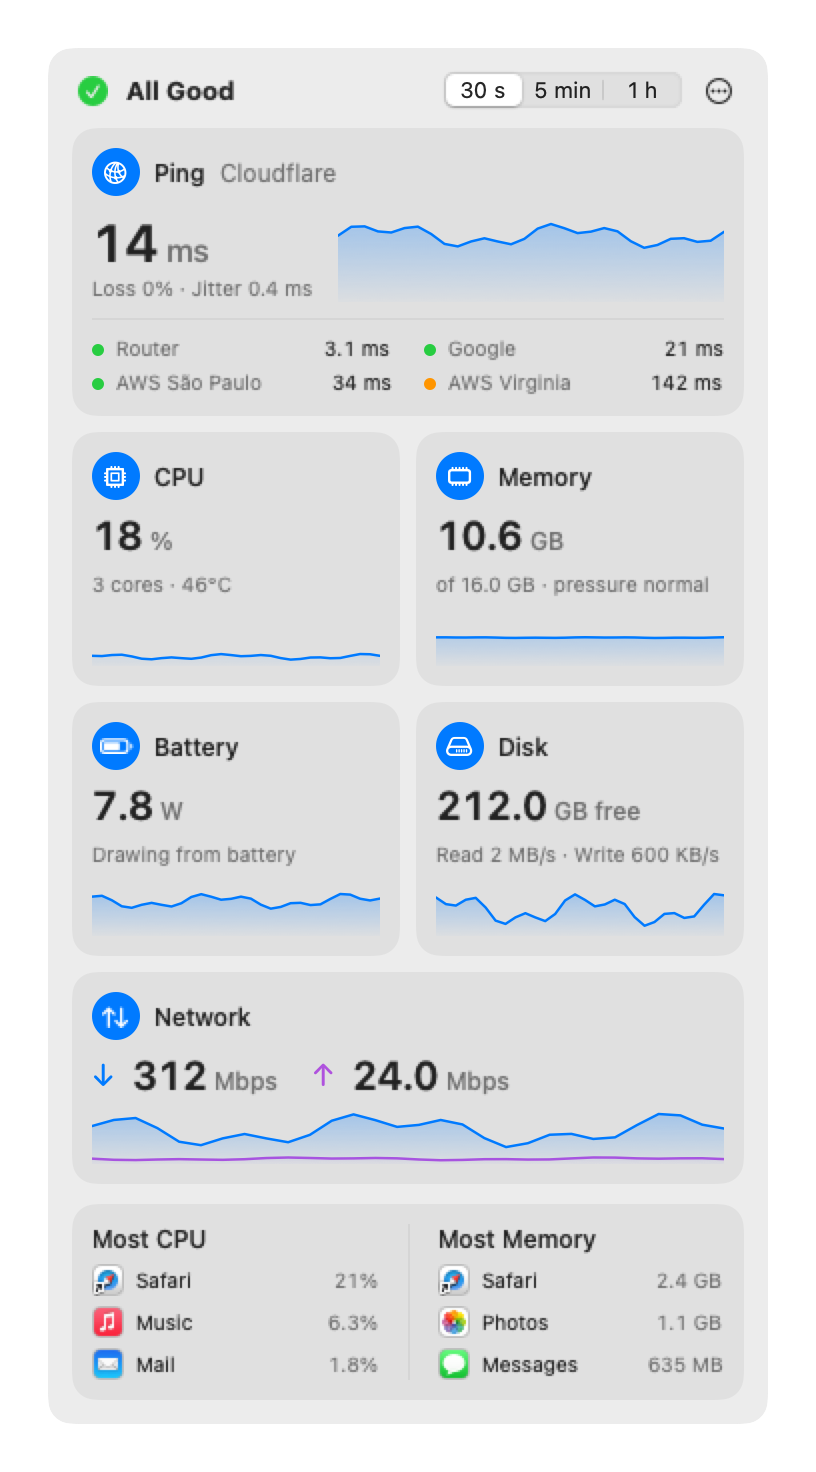 All Good
30 s 5 min 1 h
Ping Cloudflare
14 ms
Loss 0% · Jitter 0.4 ms
Router 3.1 ms
Google 21 ms
AWS São Paulo 34 ms
AWS Virginia 142 ms
CPU
18 %
3 cores · 46°C
Memory
10.6 GB
of 16.0 GB · pressure normal
Battery
7.8 W
Drawing from battery
Disk
212.0 GB free
Read 2 MB/s · Write 600 KB/s
Network
↓ 312 Mbps ↑ 24.0 Mbps
Most CPU
Safari 21%
Music 6.3%
Mail 1.8%
Most Memory
Safari 2.4 GB
Photos 1.1 GB
Messages 635 MB